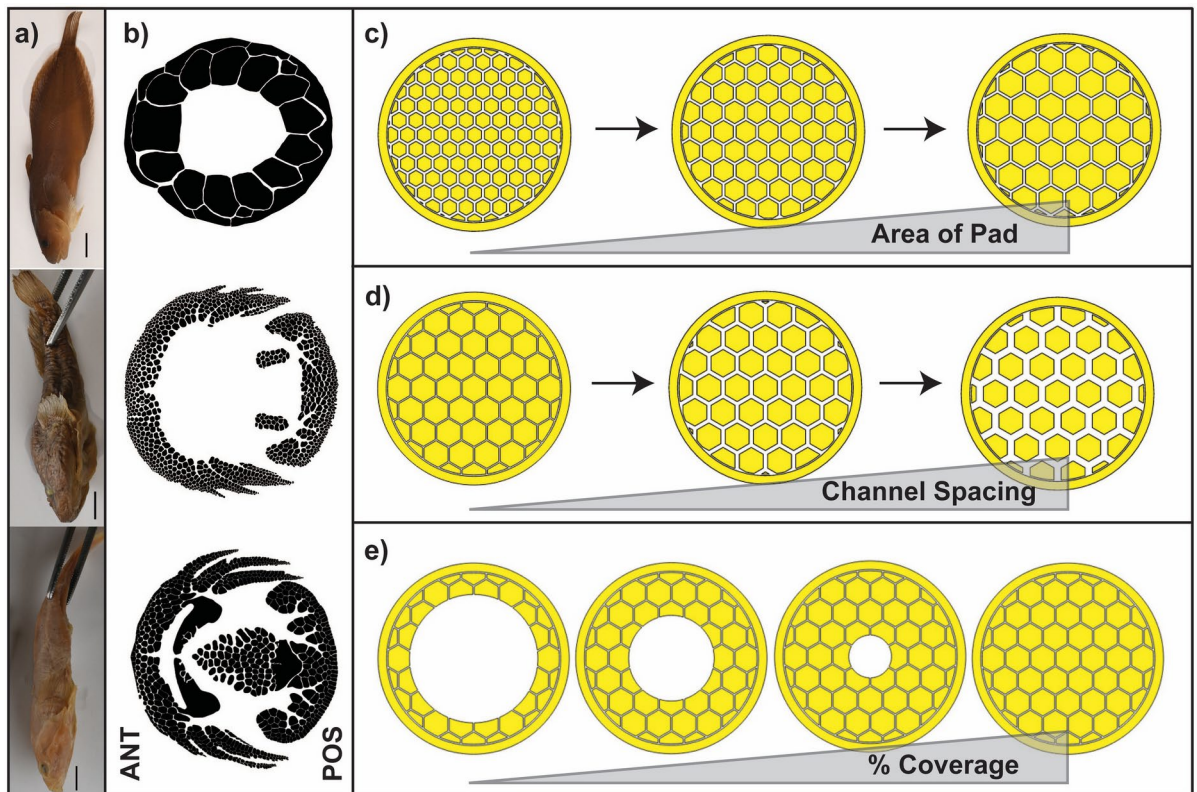 a)
b)
ANT
POS
c)
Area of Pad
d)
Channel Spacing
e)
% Coverage